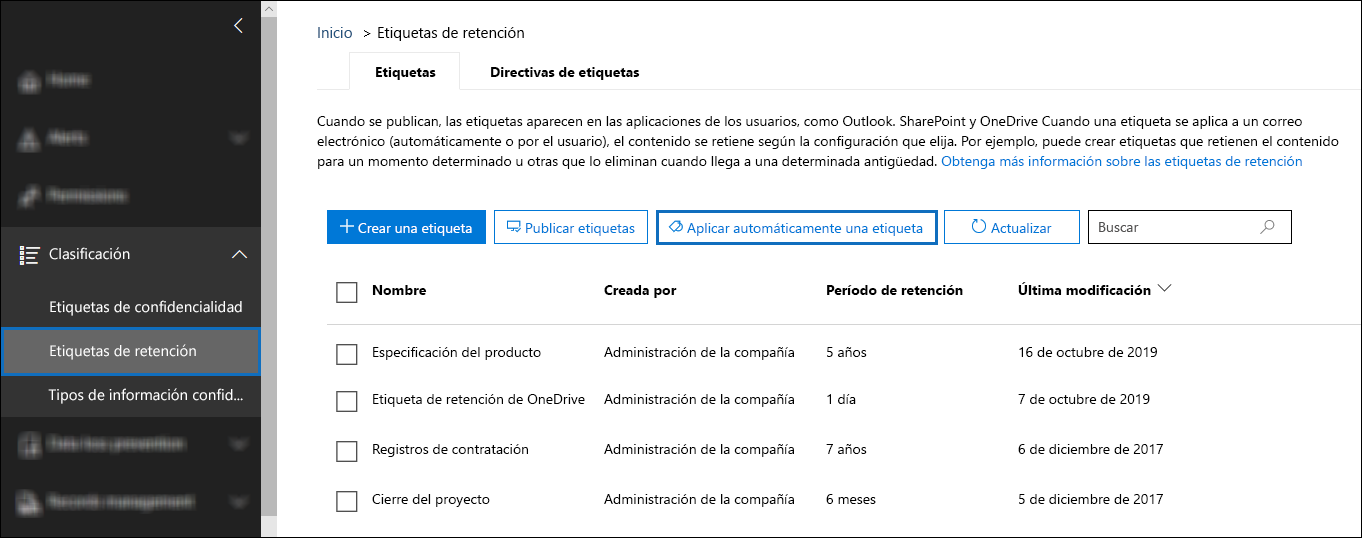 Inicio > Etiquetas de retención
Etiquetas Directivas de etiquetas
Cuando se publican, las etiquetas aparecen en las aplicaciones de los usuarios, como Outlook. SharePoint y OneDrive Cuando una etiqueta se aplica a un correo
electrónico (automáticamente o por el usuario), el contenido se retiene según la configuración que elija. Por ejemplo, puede crear etiquetas que retienen el contenido
para un momento determinado u otras que lo eliminan cuando llega a una determinada antigüedad. Obtenga más información sobre las etiquetas de retención
Crear una etiqueta Publicar etiquetas Aplicar automáticamente una etiqueta Actualizar Buscar
Nombre Creada por Período de retención Última modificación
Especificación del producto Administración de la compañía 5 años 16 de octubre de 2019
Etiqueta de retención de OneDrive Administración de la compañía 1 día 7 de octubre de 2019
Registros de contratación Administración de la compañía 7 años 6 de diciembre de 2017
Cierre del proyecto Administración de la compañía 6 meses 5 de diciembre de 2017
Home
Alerts
Permissions
Clasificación
Etiquetas de confidencialidad
Etiquetas de retención
Tipos de información confid...
Data loss prevention
Records management